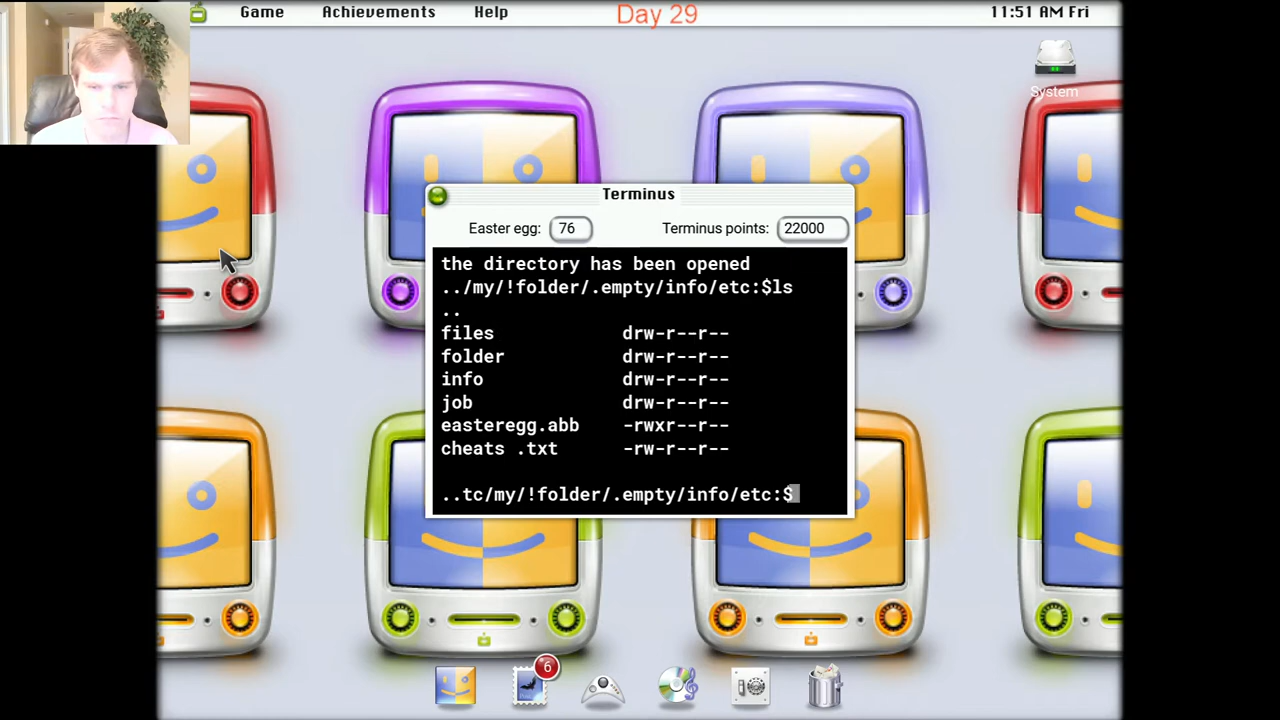 Game Achievements Help Day 29 11:51 AM Fri
System
Terminus
Easter egg: 76 Terminus points: 22000
the directory has been opened
../my/!folder/.empty/info/etc:$ls
..
files drw-r--r--
folder drw-r--r--
info drw-r--r--
job drw-r--r--
easteregg.abb -rwxr--r--
cheats .txt -rw-r--r--
..tc/my/!folder/.empty/info/etc:$
6